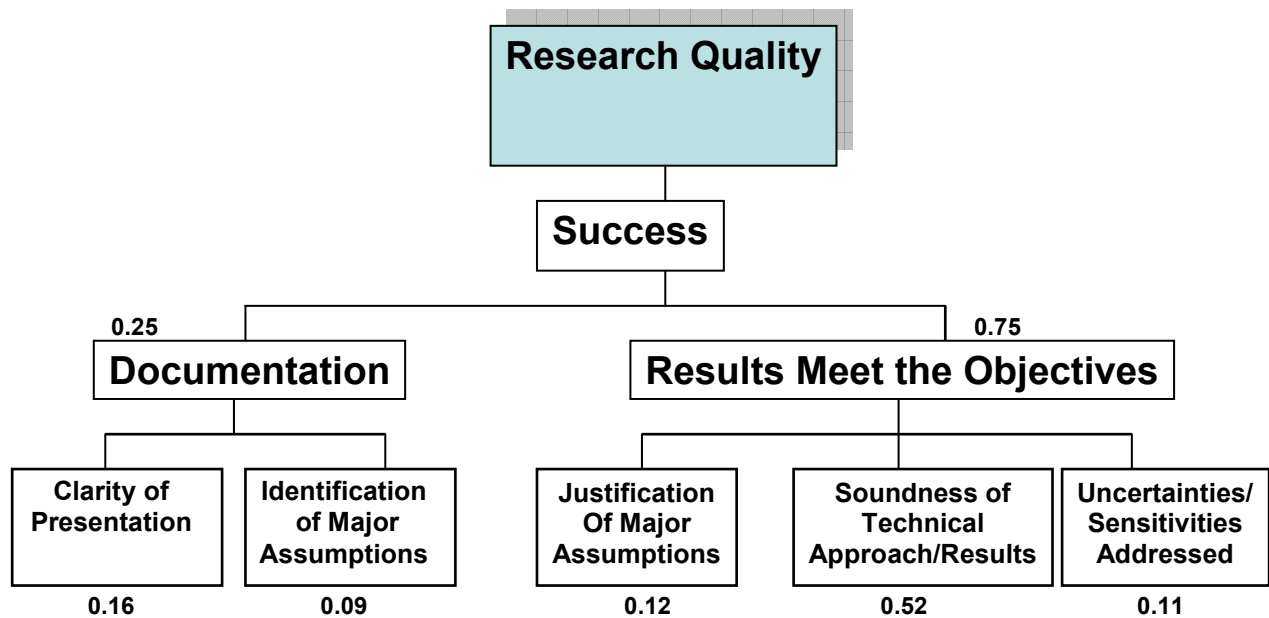 Research Quality
Success
0.25
0.75
Documentation
Results Meet the Objectives
Clarity of
Presentation
Identification
of Major
Assumptions
Justification
Of Major
Assumptions
Soundness of
Technical
Approach/Results
Uncertainties/
Sensitivities
Addressed
0.16
0.09
0.12
0.52
0.11